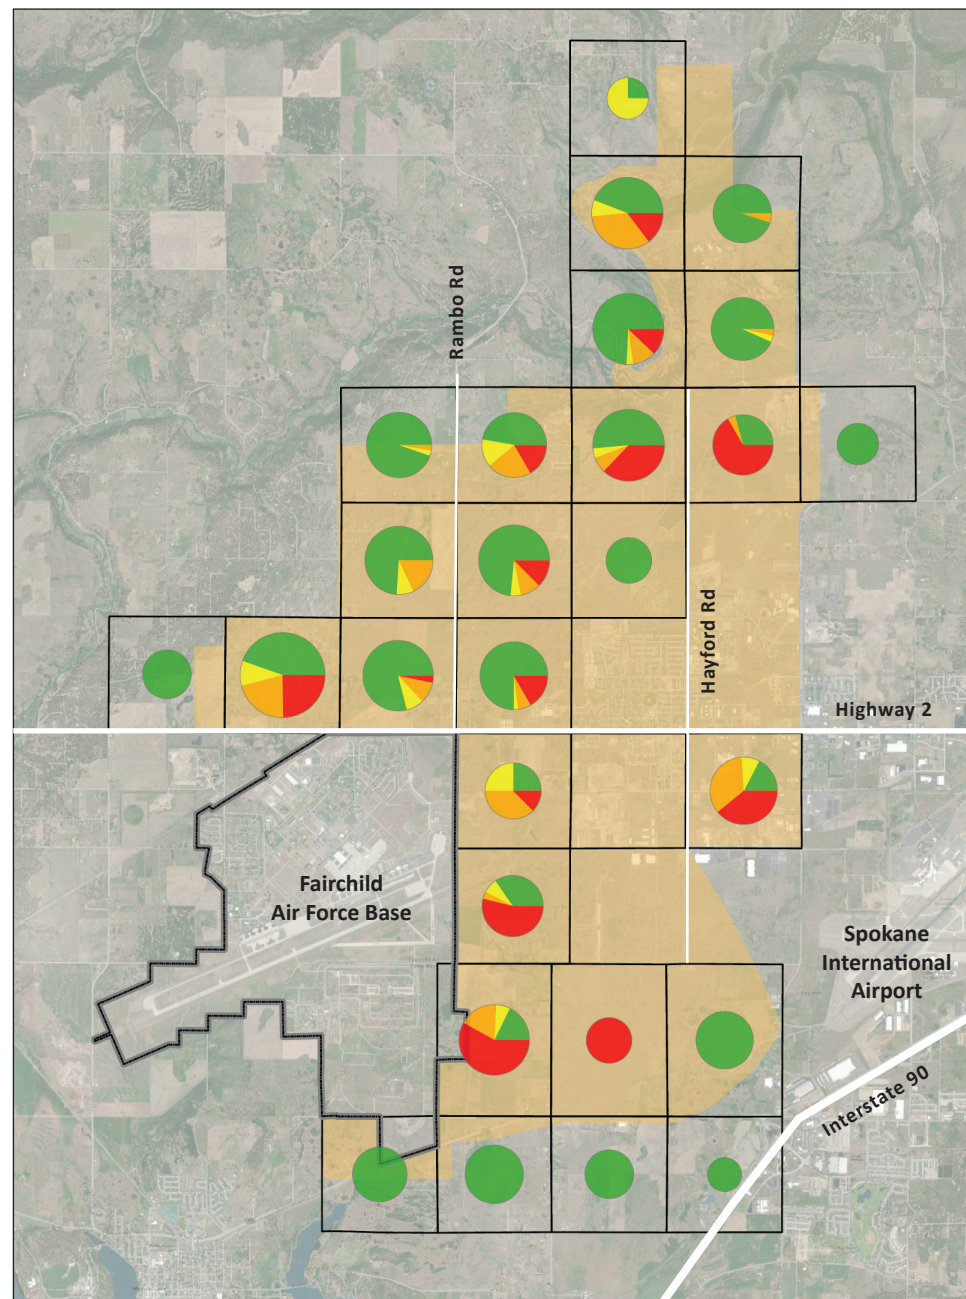 Rambo Rd
Hayford Rd
Highway 2
Fairchild
Air Force Base
Spokane
International
Airport
Interstate 90